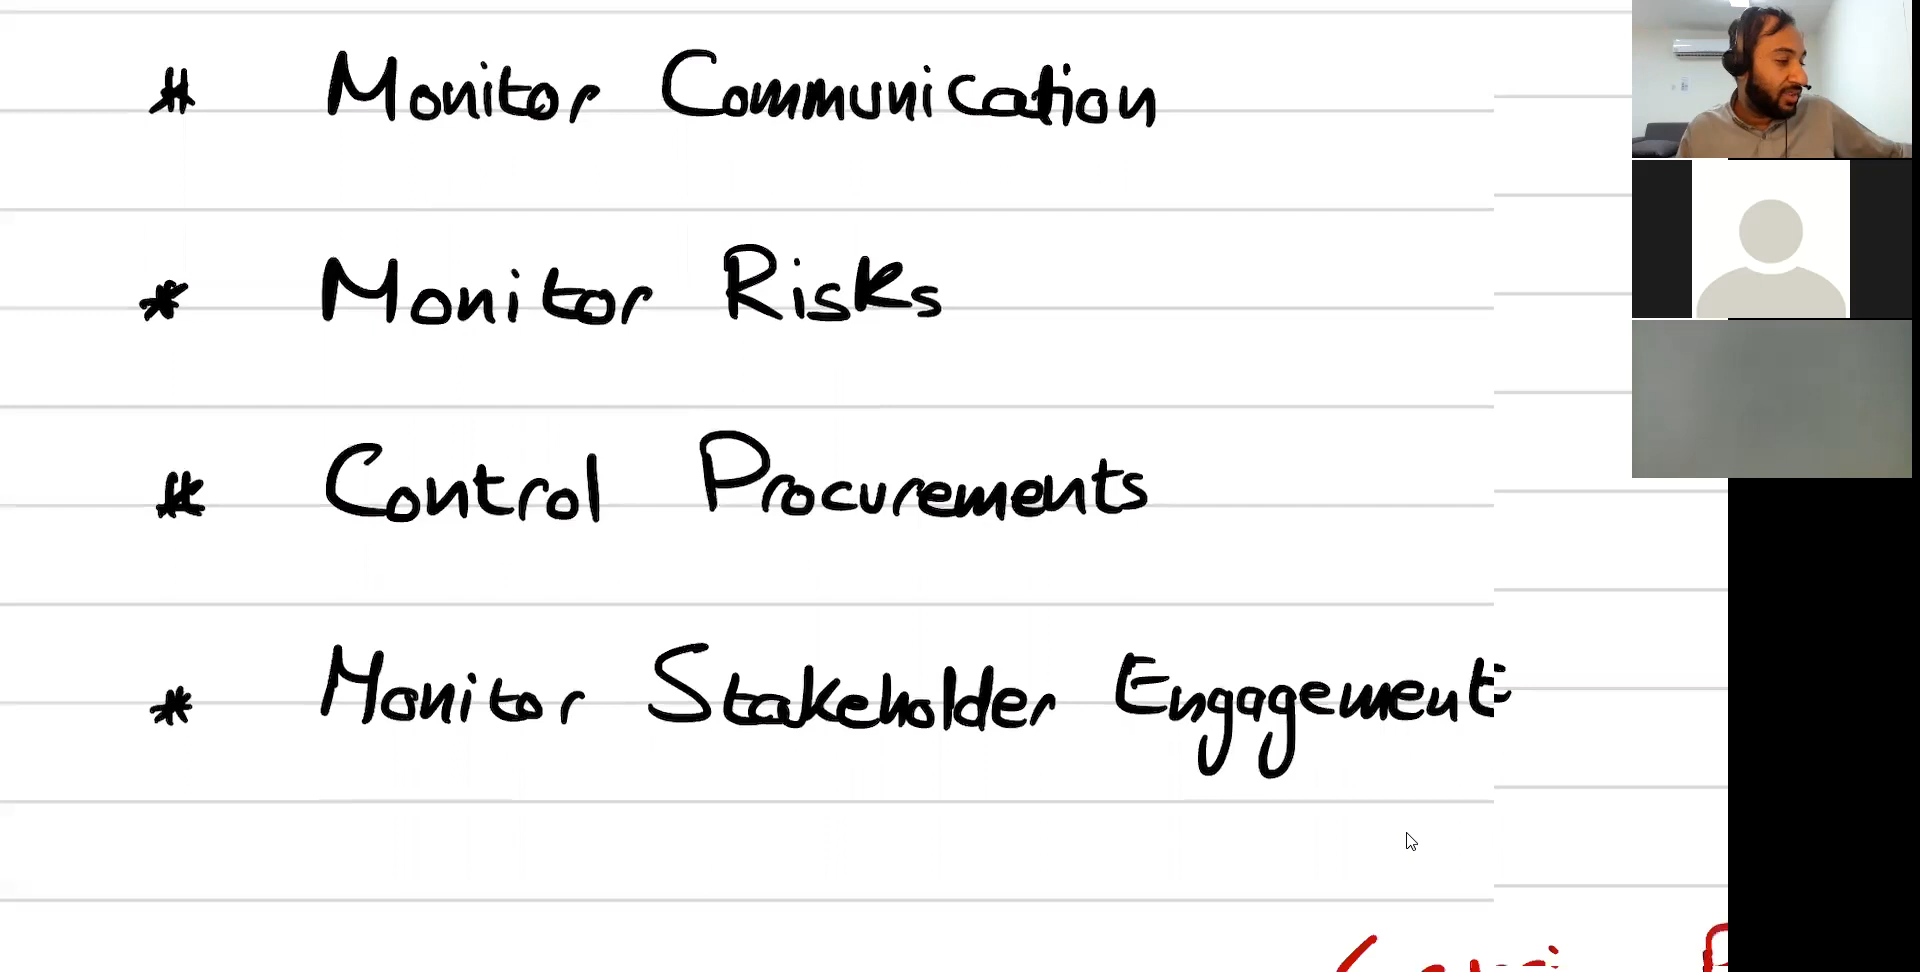 * Monitor Communication
* Monitor Risks
* Control Procurements
* Monitor Stakeholder Engagement